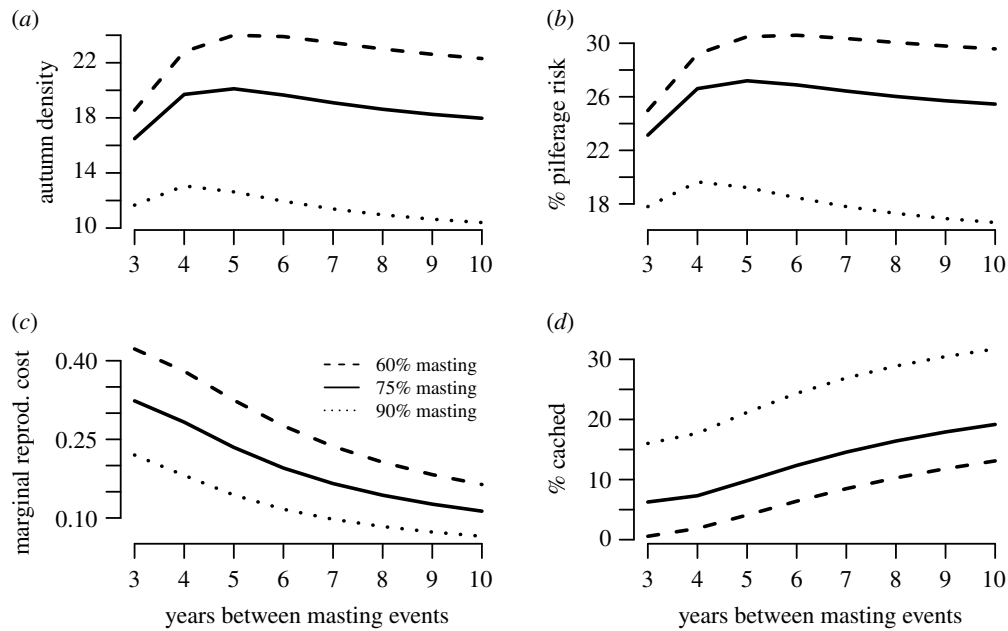 (a)
autumn density
22
18
14
10
3 4 5 6 7 8 9 10
(b)
% pilferage risk
30
26
22
18
3 4 5 6 7 8 9 10
(c)
marginal reprod. cost
0.40
0.25
0.10
60% masting
75% masting
90% masting
3 4 5 6 7 8 9 10
years between masting events
(d)
% cached
30
20
10
0
3 4 5 6 7 8 9 10
years between masting events